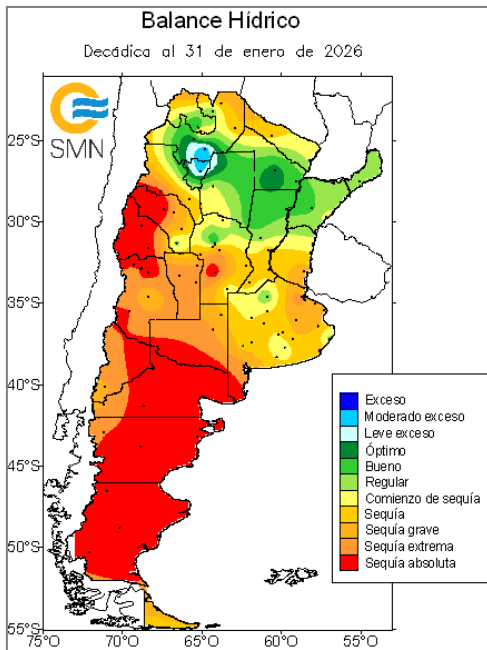 Balance Hídrico
Decádica al 31 de enero de 2026
SMN
25°S
30°S
35°S
40°S
45°S
50°S
55°S
75°O
70°O
65°O
60°O
55°O
Exceso
Moderado exceso
Leve exceso
Óptimo
Bueno
Regular
Comienzo de sequía
Sequía
Sequía grave
Sequía extrema
Sequía absoluta